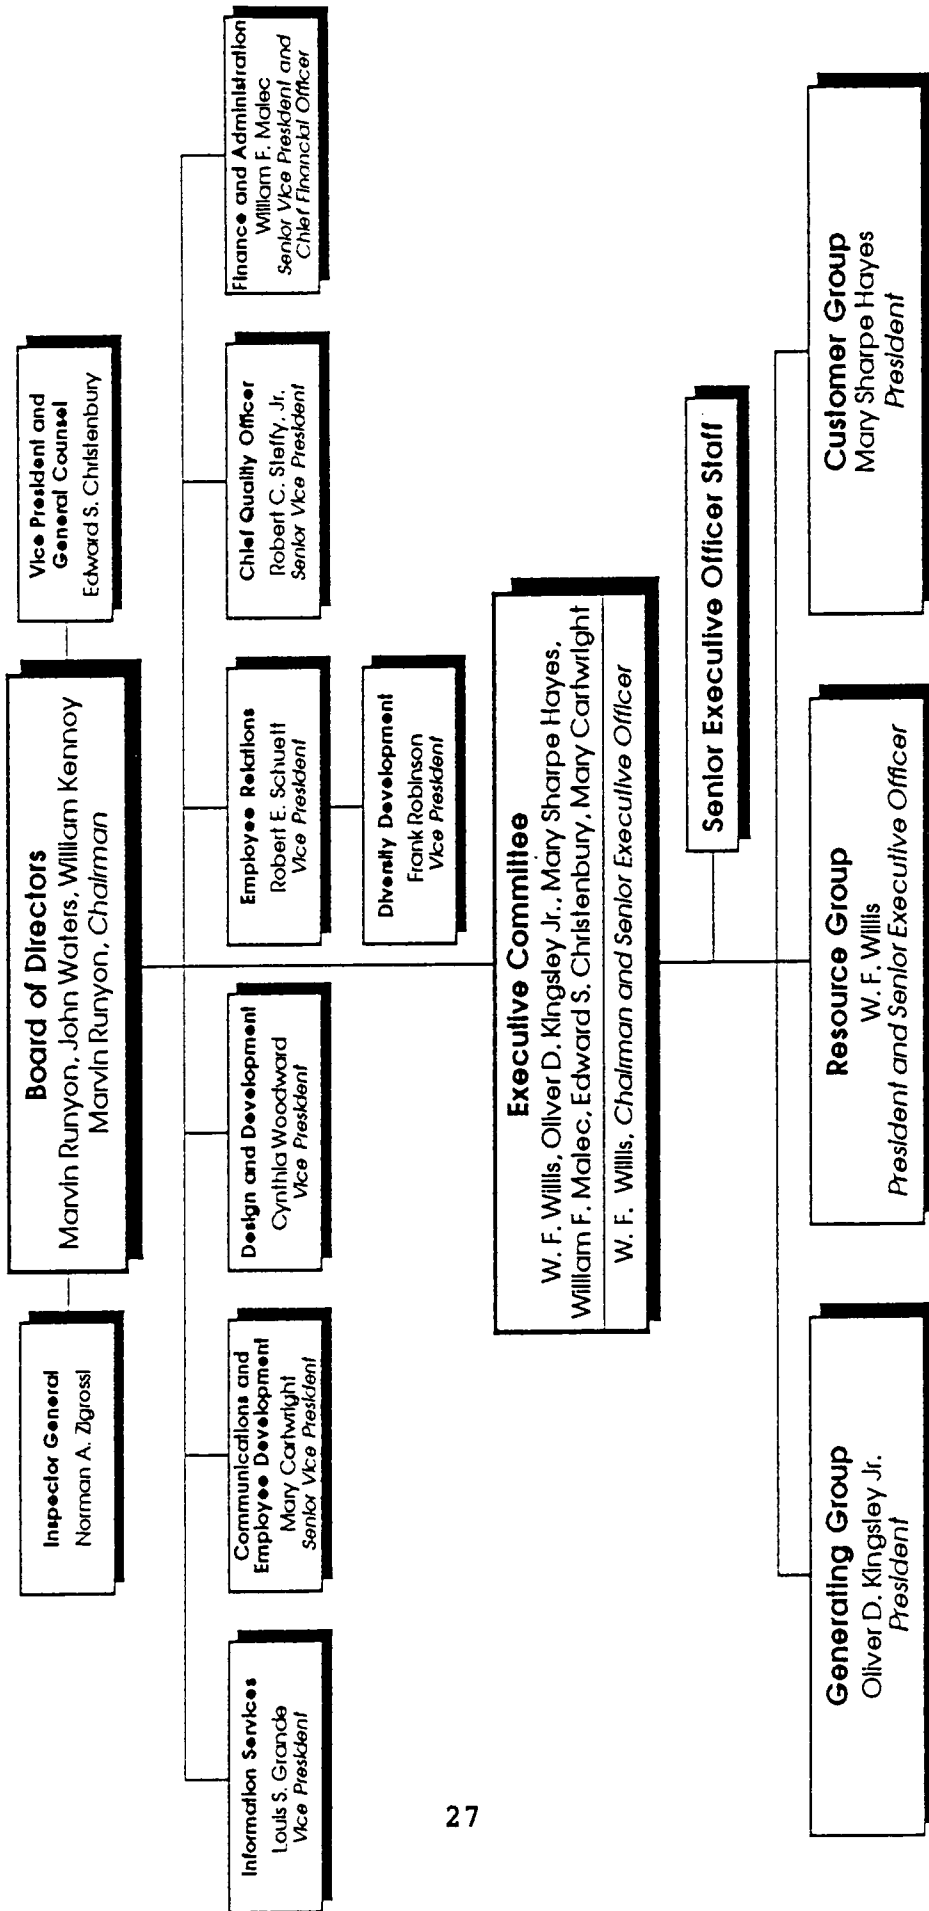 Inspector General
Norman A. Zigrossi
Board of Directors
Marvin Runyon, John Waters, William Kennoy
Marvin Runyon, Chairman
Vice President and
General Counsel
Edward S. Christenbury
Information Services
Louis S. Grande
Vice President
Communications and
Employee Development
Mary Cartwright
Senior Vice President
Design and Development
Cynthia Woodward
Vice President
Employee Relations
Robert E. Schuett
Vice President
Diversity Development
Frank Robinson
Vice President
Chief Quality Officer
Robert C. Steffy, Jr.
Senior Vice President
Finance and Administration
William F. Malec
Senior Vice President and
Chief Financial Officer
Executive Committee
W. F. Willis, Oliver D. Kingsley Jr., Mary Sharpe Hayes,
William F. Malec, Edward S. Christenbury, Mary Cartwright
W. F. Willis, Chairman and Senior Executive Officer
Senior Executive Officer Staff
Generating Group
Oliver D. Kingsley Jr.
President
Resource Group
W. F. Willis
President and Senior Executive Officer
Customer Group
Mary Sharpe Hayes
President
27